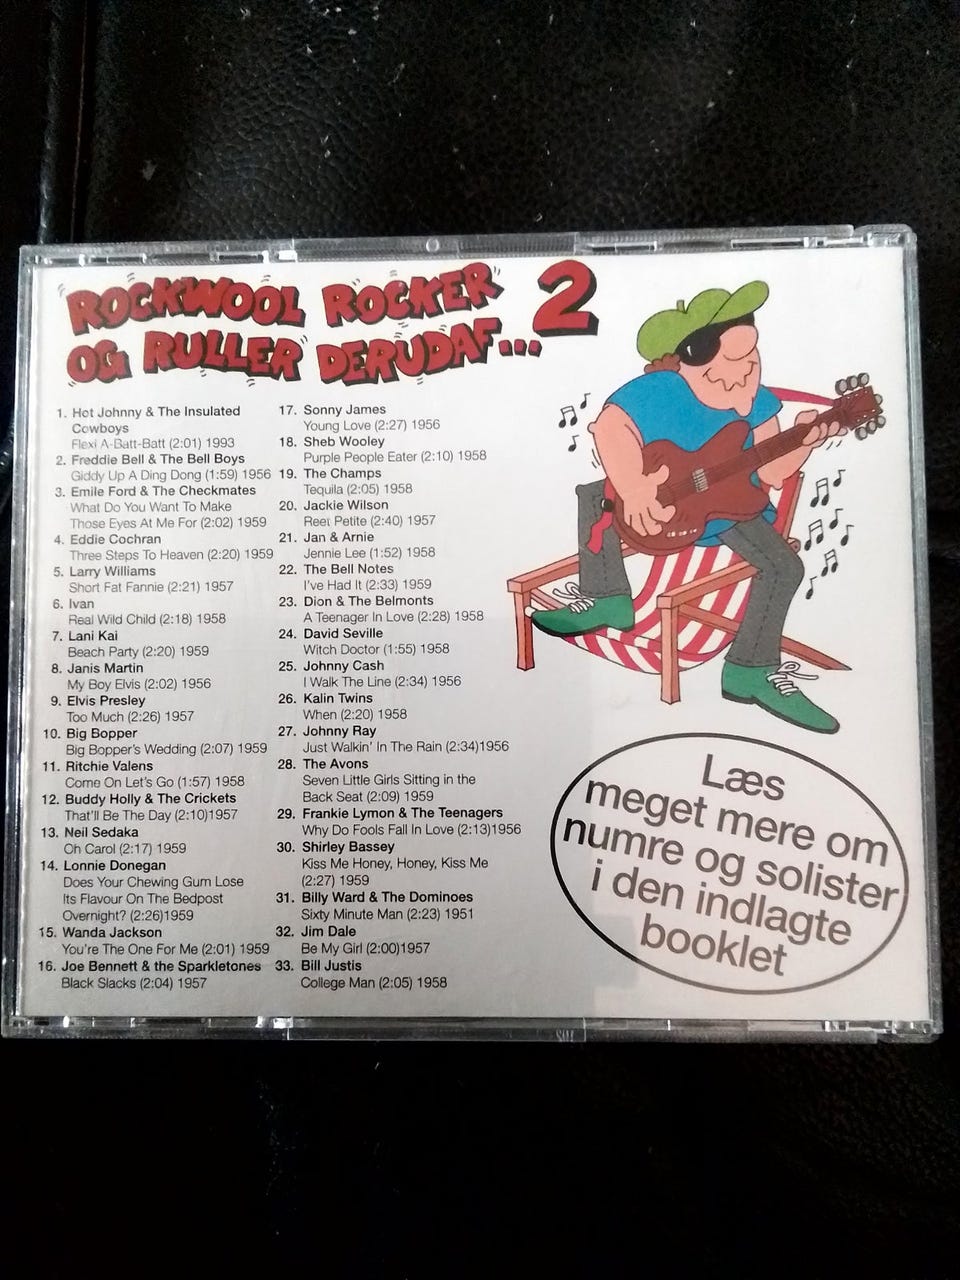 ROCKWOOL ROCKER
OG RULLER DERUDAF... 2
1. Hot Johnny & The Insulated
Cowboys
Flexi A-Batt-Batt (2:01) 1993
2. Freddie Bell & The Bell Boys
Giddy Up A Ding Dong (1:59) 1956
3. Emile Ford & The Checkmates
What Do You Want To Make
Those Eyes At Me For (2:02) 1959
4. Eddie Cochran
Three Steps To Heaven (2:20) 1959
5. Larry Williams
Short Fat Fannie (2:21) 1957
6. Ivan
Real Wild Child (2:18) 1958
7. Lani Kai
Beach Party (2:20) 1959
8. Janis Martin
My Boy Elvis (2:02) 1956
9. Elvis Presley
Too Much (2:26) 1957
10. Big Bopper
Big Bopper's Wedding (2:07) 1959
11. Ritchie Valens
Come On Let's Go (1:57) 1958
12. Buddy Holly & The Crickets
That'll Be The Day (2:10)1957
13. Neil Sedaka
Oh Carol (2:17) 1959
14. Lonnie Donegan
Does Your Chewing Gum Lose
Its Flavour On The Bedpost
Overnight? (2:26)1959
15. Wanda Jackson
You're The One For Me (2:01) 1959
16. Joe Bennett & the Sparkletones
Black Slacks (2:04) 1957
17. Sonny James
Young Love (2:27) 1956
18. Sheb Wooley
Purple People Eater (2:10) 1958
19. The Champs
Tequila (2:05) 1958
20. Jackie Wilson
Reet Petite (2:40) 1957
21. Jan & Arnie
Jennie Lee (1:52) 1958
22. The Bell Notes
I've Had It (2:33) 1959
23. Dion & The Belmonts
A Teenager In Love (2:28) 1958
24. David Seville
Witch Doctor (1:55) 1958
25. Johnny Cash
I Walk The Line (2:34) 1956
26. Kalin Twins
When (2:20) 1958
27. Johnny Ray
Just Walkin' In The Rain (2:34)1956
28. The Avons
Seven Little Girls Sitting in the
Back Seat (2:09) 1959
29. Frankie Lymon & The Teenagers
Why Do Fools Fall In Love (2:13)1956
30. Shirley Bassey
Kiss Me Honey, Honey, Kiss Me
(2:27) 1959
31. Billy Ward & The Dominoes
Sixty Minute Man (2:23) 1951
32. Jim Dale
Be My Girl (2:00)1957
33. Bill Justis
College Man (2:05) 1958
Læs
meget mere om
numre og solister
i den indlagte
booklet